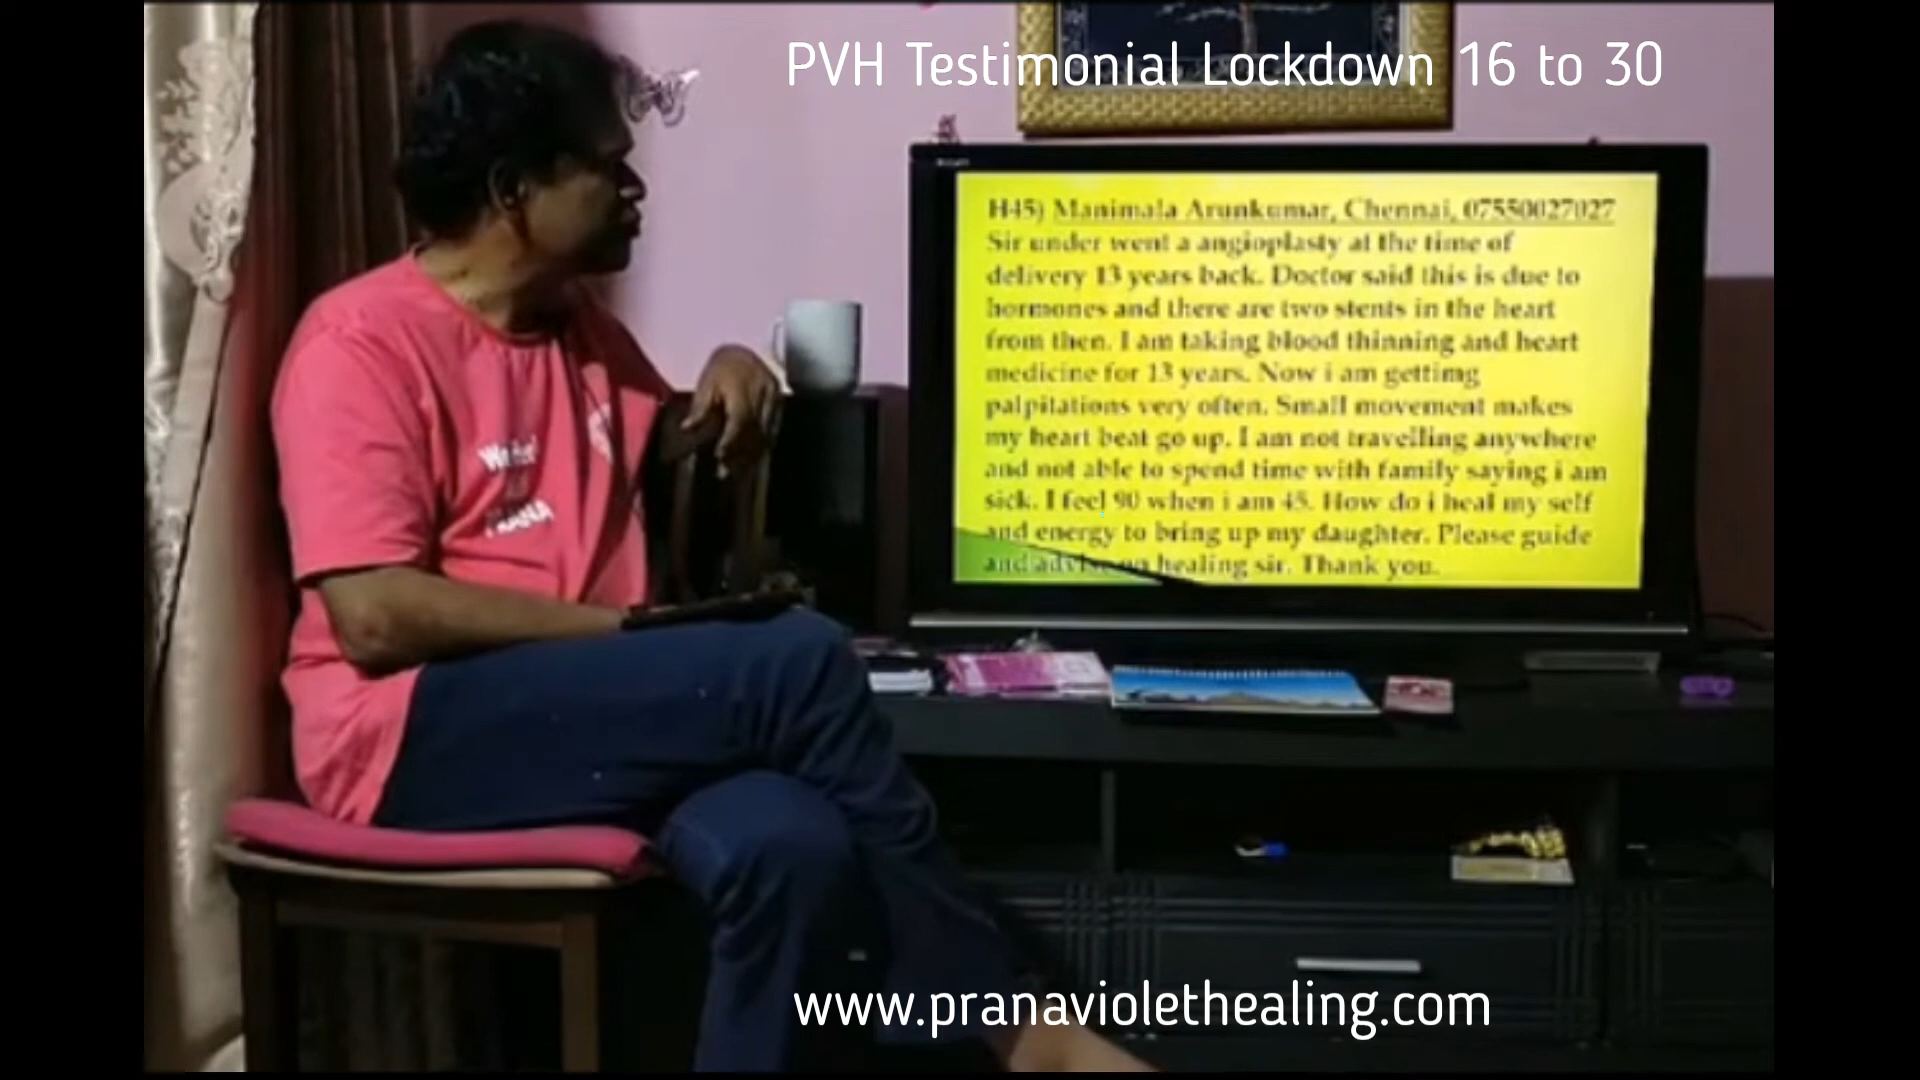 PVH Testimonial Lockdown 16 to 30
H45) Manimala Arunkumar, Chennai, 07550027027
Sir under went a angioplasty at the time of
delivery 13 years back. Doctor said this is due to
hormones and there are two stents in the heart
from then. I am taking blood thinning and heart
medicine for 13 years. Now i am gettimg
palpitations very often. Small movement makes
my heart beat go up. I am not travelling anywhere
and not able to spend time with family saying i am
sick. I feel 90 when i am 45. How do i heal my self
and energy to bring up my daughter. Please guide
and advise on healing sir. Thank you.
PRANA
www.pranaviolethealing.com